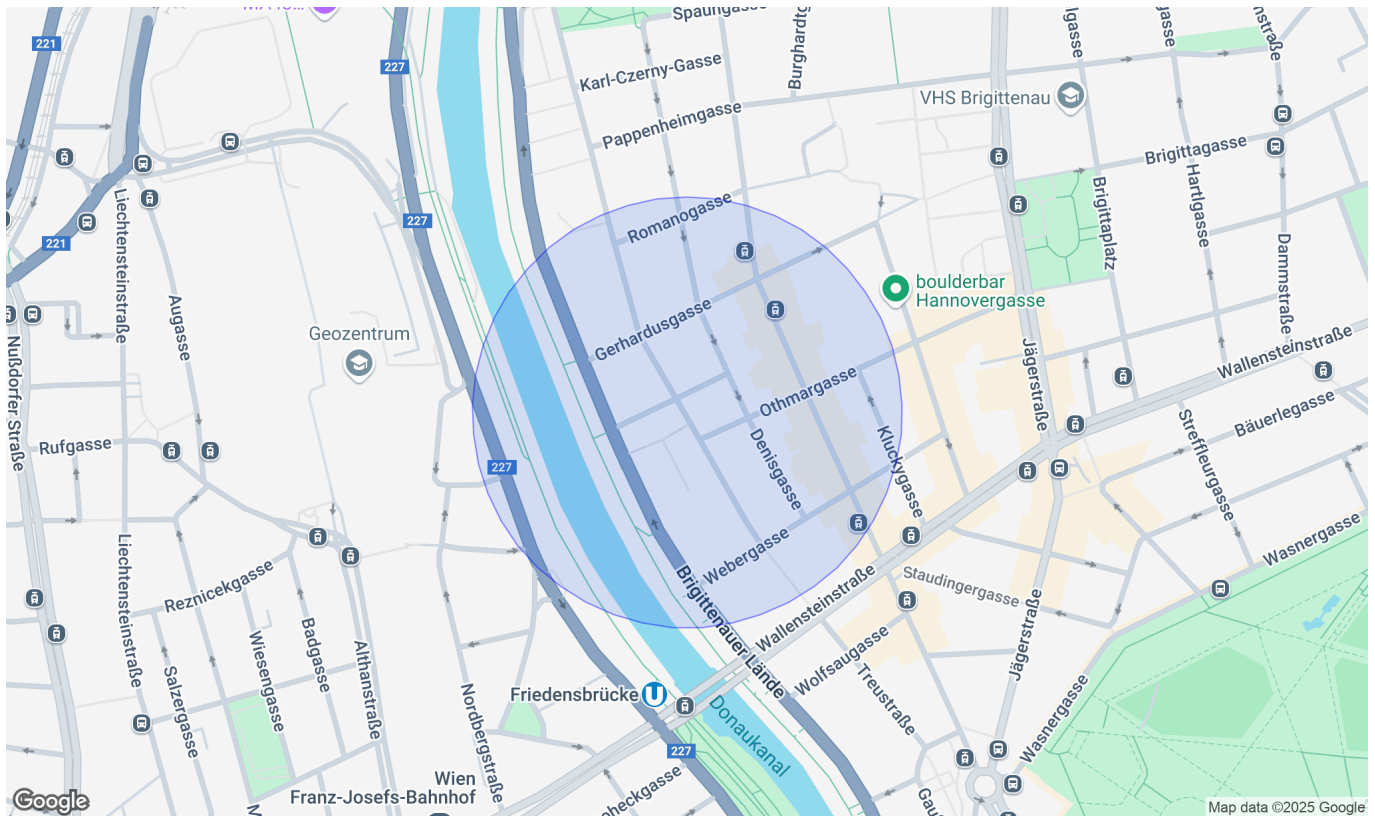 Spaungasse
221
227
Karl-Czerny-Gasse
Burghardtg
VHS Brigittenau
Pappenheimgasse
Brigittagasse
Liechtensteinstraße
Romanogasse
Brigittaplatz
Hartlgasse
227
221
Dammstraße
boulderbar
Hannovergasse
Augasse
Geozentrum
Gerhardusgasse
Nußdorfer Straße
Jägerstraße
Wallensteinstraße
Othmargasse
Bäuerlegasse
Rufgasse
Streffleurgasse
Denisgasse
Kluckygasse
227
Wasnergasse
Liechtensteinstraße
Webergasse
Reznicekgasse
Brigittenauer Lände
Staudingergasse
Wallensteinstraße
Badgasse
Wiesengasse
Jägerstraße
Althanstraße
Wolfsaugasse
Salzergasse
Treustraße
Friedensbrücke
U
Nordbergstraße
Wasnergasse
Donaukanal
227
Wien
Franz-Josefs-Bahnhof
Google
Map data ©2025 Google